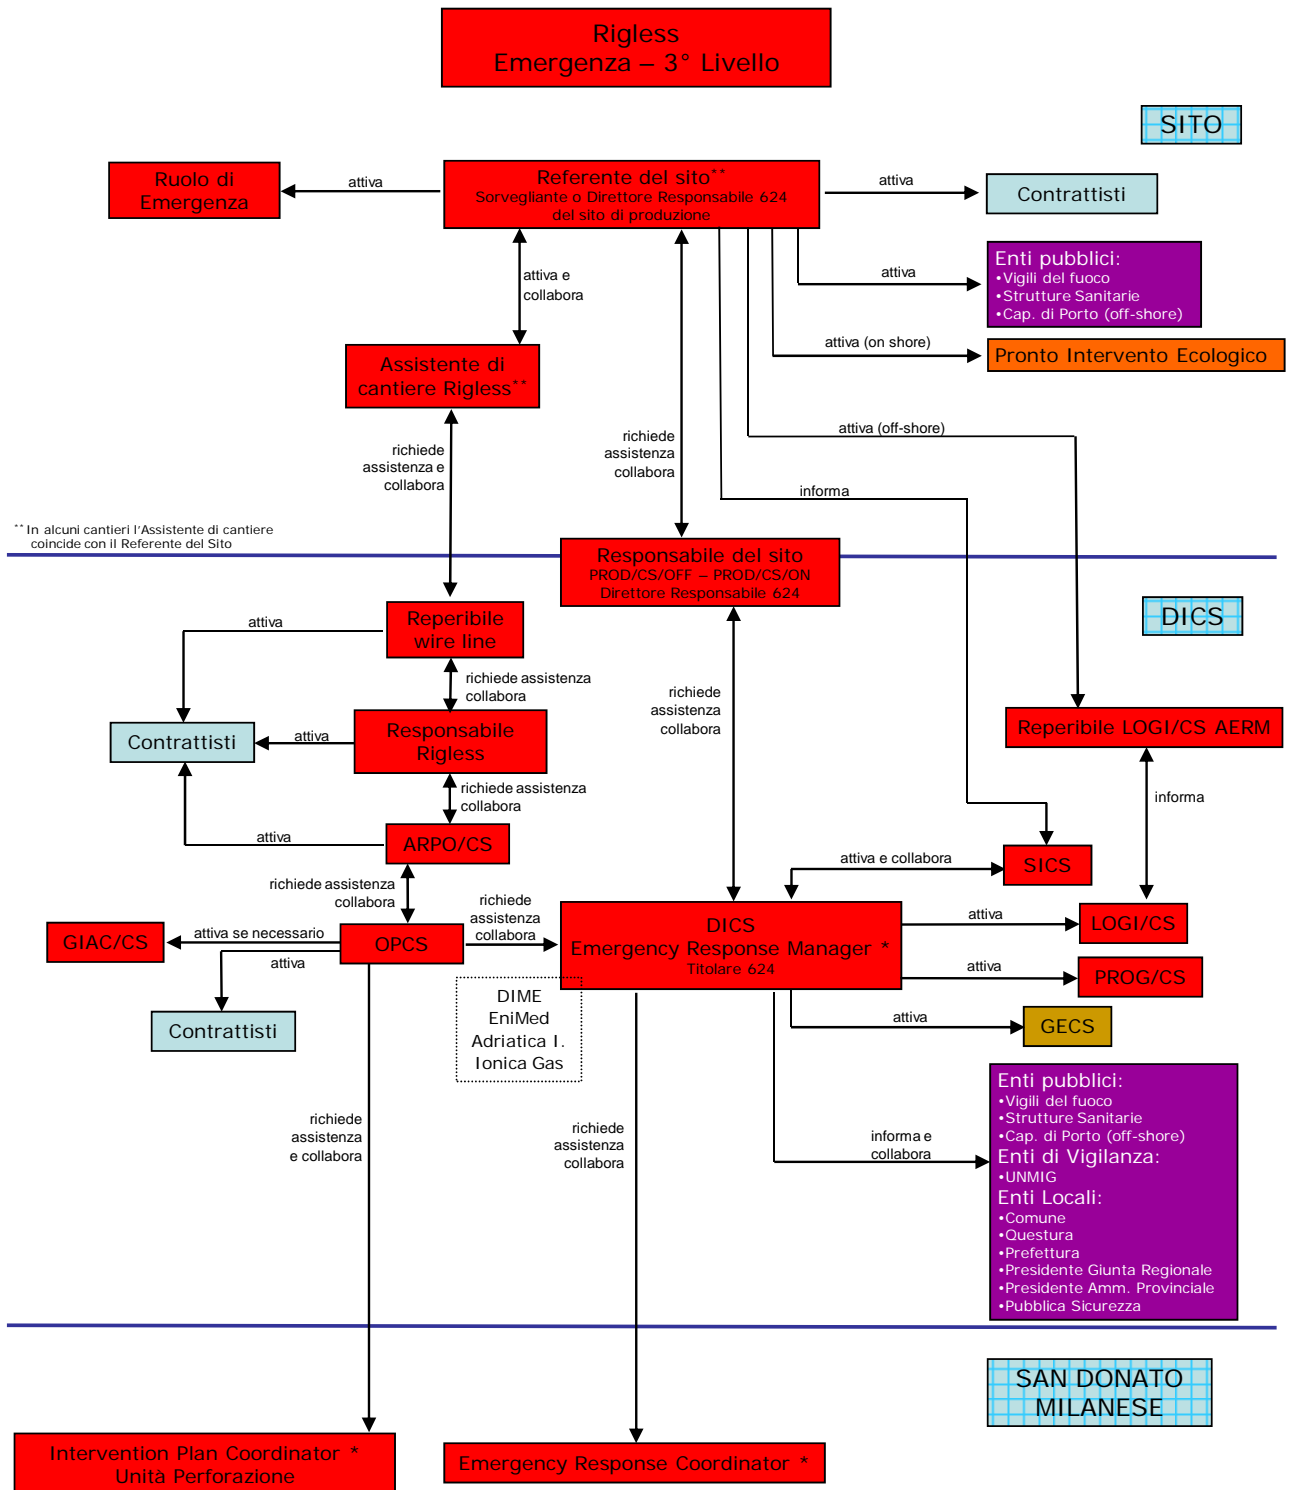 Rigless
Emergenza – 3° Livello
SITO
Ruolo di
Emergenza
attiva
Referente del sito**
Sorvegliante o Direttore Responsabile 624
del sito di produzione
attiva
Contrattisti
attiva
Enti pubblici:
•Vigili del fuoco
•Strutture Sanitarie
•Cap. di Porto (off-shore)
attiva e
collabora
attiva (on shore)
Pronto Intervento Ecologico
Assistente di
cantiere Rigless**
attiva (off-shore)
richiede
assistenza e
collabora
richiede
assistenza
collabora
informa
** In alcuni cantieri l'Assistente di cantiere
coincide con il Referente del Sito
Responsabile del sito
PROD/CS/OFF – PROD/CS/ON
Direttore Responsabile 624
DICS
Reperibile
wire line
attiva
richiede assistenza
collabora
richiede
assistenza
collabora
Contrattisti
attiva
Responsabile
Rigless
Reperibile LOGI/CS AERM
richiede assistenza
collabora
informa
attiva
ARPO/CS
attiva e collabora
SICS
richiede assistenza
collabora
richiede
assistenza
collabora
GIAC/CS
attiva se necessario
OPCS
attiva
DICS
Emergency Response Manager *
Titolare 624
attiva
LOGI/CS
attiva
PROG/CS
Contrattisti
DIME
EniMed
Adriatica I.
Ionica Gas
attiva
GECS
Enti pubblici:
•Vigili del fuoco
•Strutture Sanitarie
•Cap. di Porto (off-shore)
Enti di Vigilanza:
•UNMIG
Enti Locali:
•Comune
•Questura
•Prefettura
•Presidente Giunta Regionale
•Presidente Amm. Provinciale
•Pubblica Sicurezza
richiede
assistenza
e collabora
richiede
assistenza
collabora
informa e
collabora
SAN DONATO
MILANESE
Intervention Plan Coordinator *
Unità Perforazione
Emergency Response Coordinator *